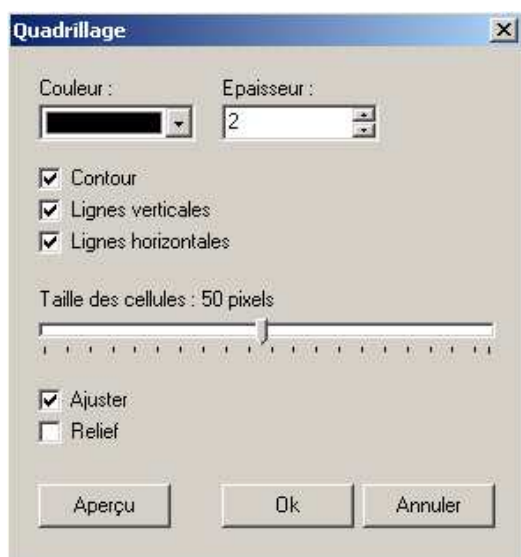 Quadrillage
Couleur : Epaisseur :
2
Contour
Lignes verticales
Lignes horizontales
Taille des cellules : 50 pixels
Ajuster
Relief
Aperçu Ok Annuler